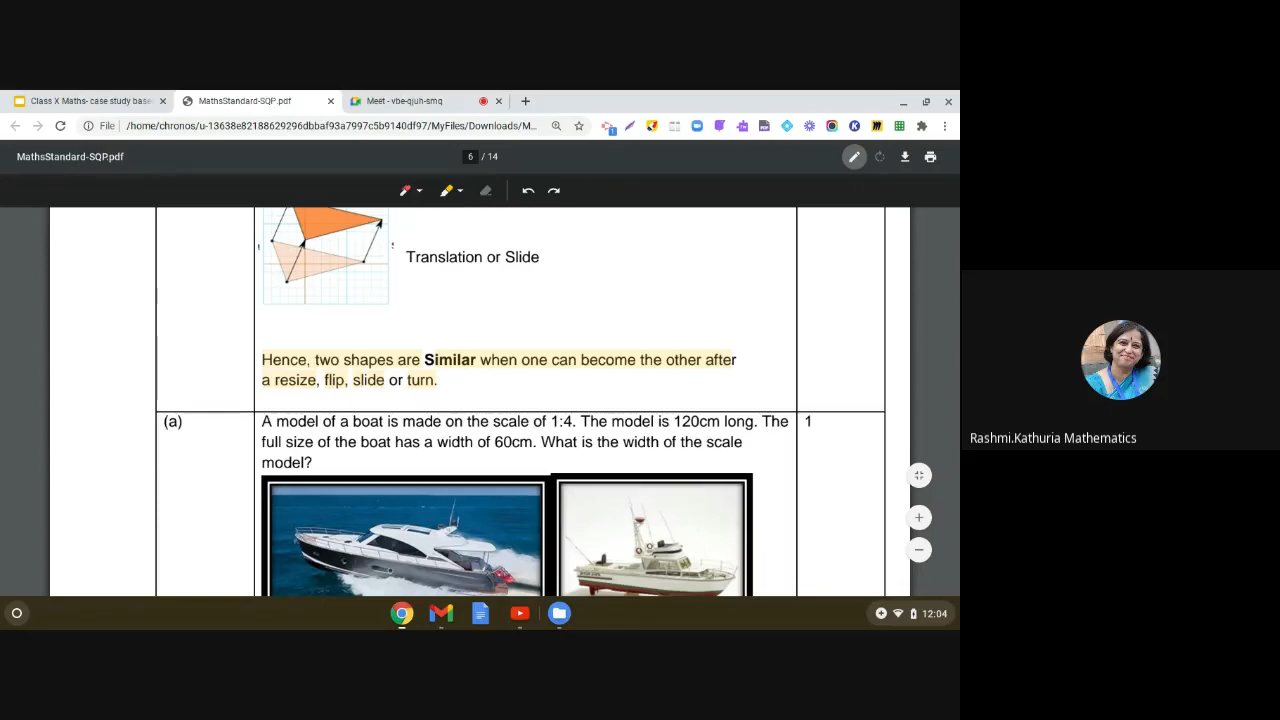 Class X Maths- case study base
MathsStandard-SQP.pdf
Meet - vbe-qjuh-smq
File
/home/chronos/u-13638e82188629296dbbaf93a7997c5b9140df97/MyFiles/Downloads/M...
MathsStandard-SQP.pdf
6 / 14
Translation or Slide
Hence, two shapes are Similar when one can become the other after
a resize, flip, slide or turn.
(a)
A model of a boat is made on the scale of 1:4. The model is 120cm long. The
1
full size of the boat has a width of 60cm. What is the width of the scale
model?
Rashmi.Kathuria Mathematics
12:04